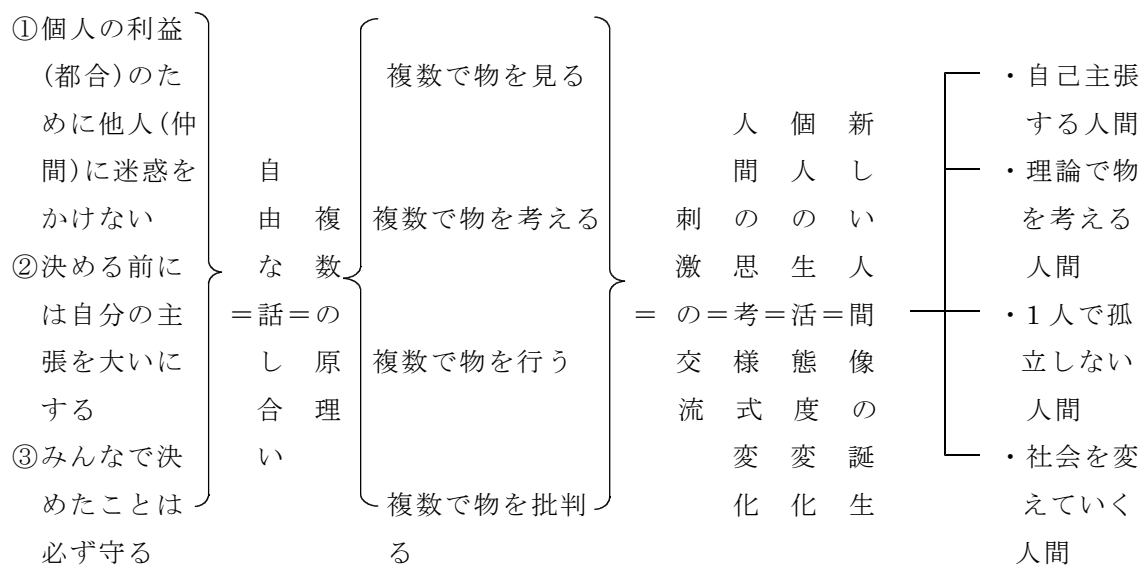 ①個人の利益
(都合)のた
めに他人(仲
間)に迷惑を
かけない
②決める前に
は自分の主
張を大いに
する
③みんなで決
めたことは
必ず守る
=
自由な話し合い
=
複数の原理
複数で物を見る
複数で物を考える
複数で物を行う
複数で物を批判
る
=
刺激の交流
=
人間の思考様式の変化
=
個人の生活態度の変化
=
新しい人間像の誕生
・自己主張
する人間
・理論で物
を考える
人間
・1人で孤
立しない
人間
・社会を変
えていく
人間